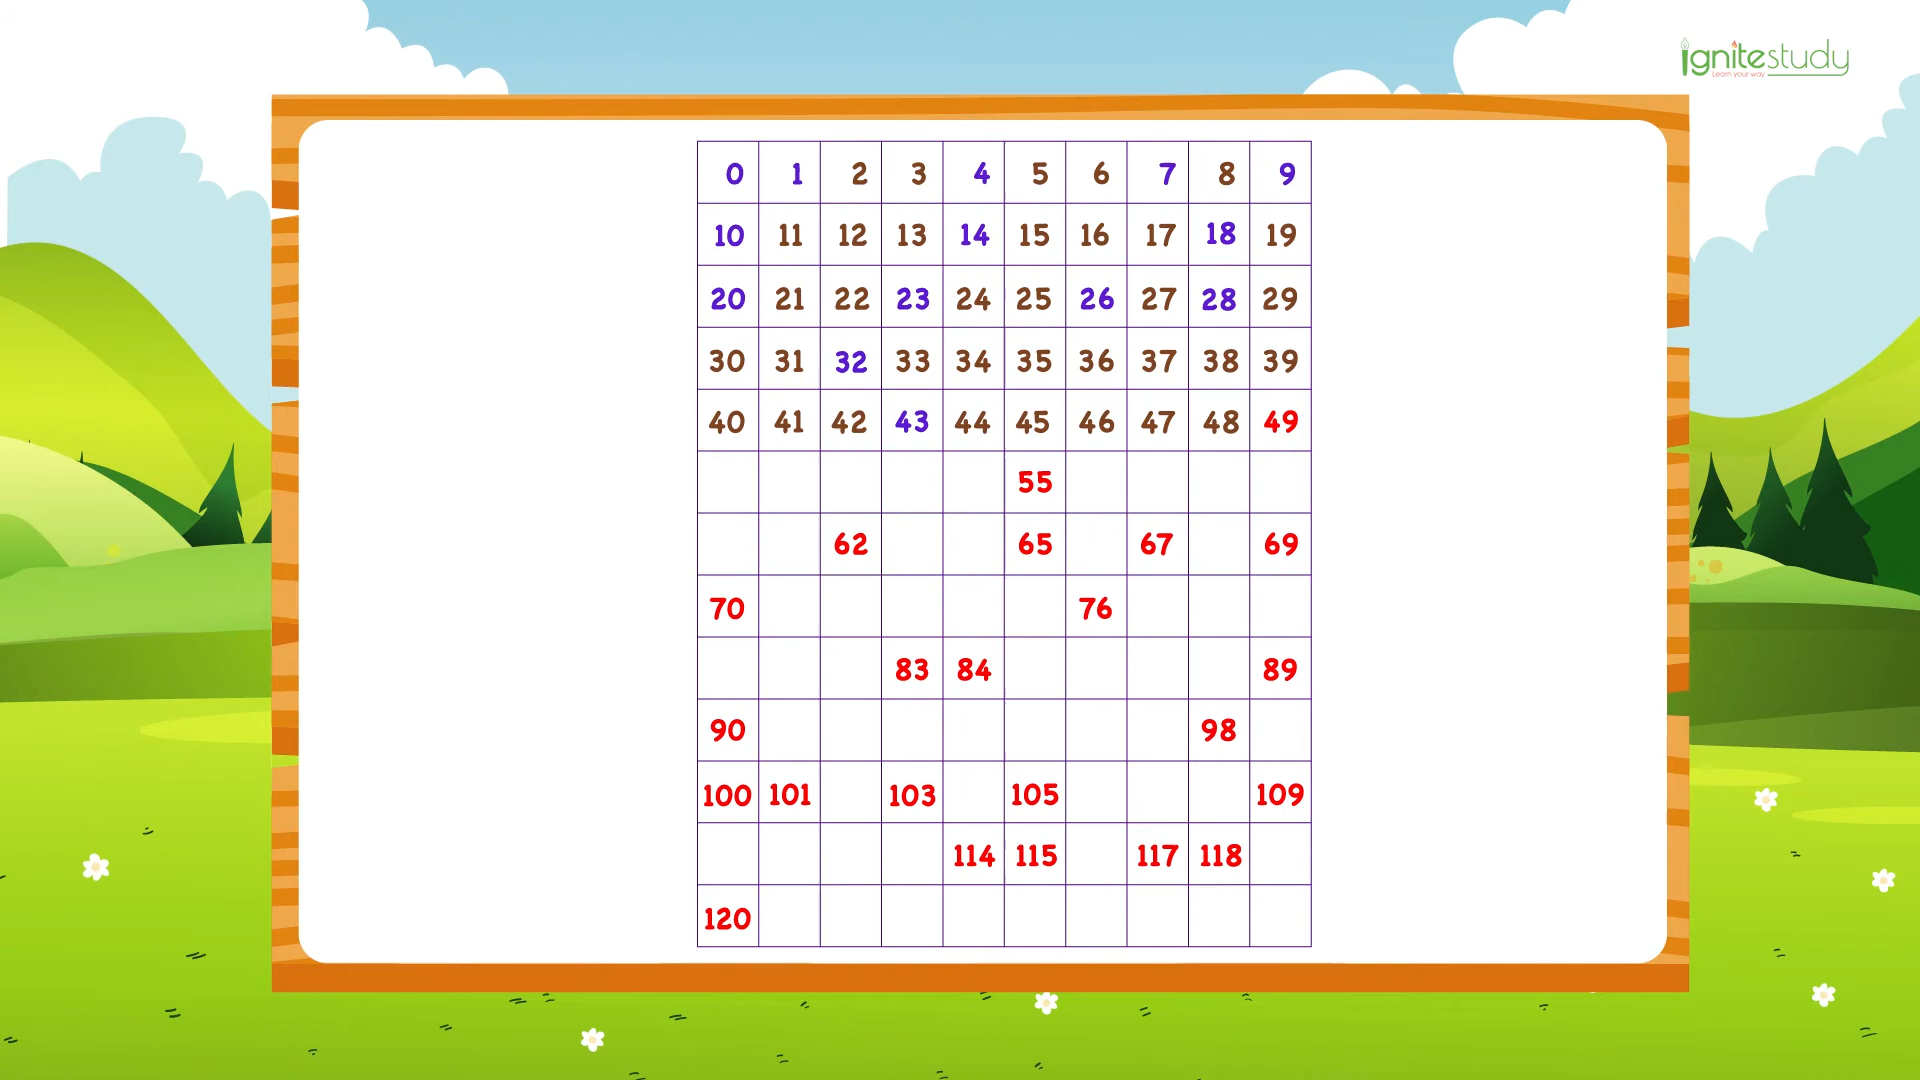 ignitestudy
Learn your way
0 1 2 3 4 5 6 7 8 9
10 11 12 13 14 15 16 17 18 19
20 21 22 23 24 25 26 27 28 29
30 31 32 33 34 35 36 37 38 39
40 41 42 43 44 45 46 47 48 49
55
62 65 67 69
70 76
83 84 89
90 98
100 101 103 105 109
114 115 117 118
120